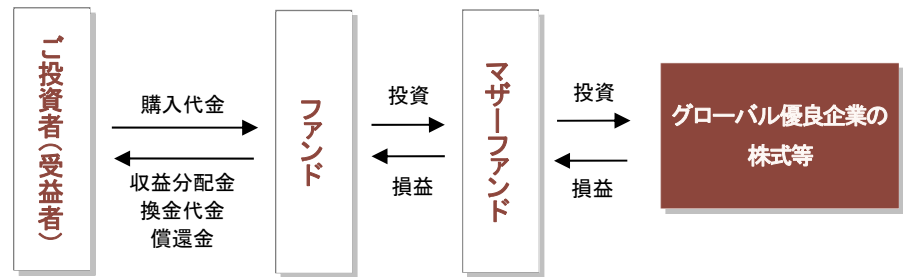 ご投資者(受益者)
購入代金
収益分配金
換金代金
償還金
ファンド
投資
損益
マザーファンド
投資
損益
グローバル優良企業の
株式等